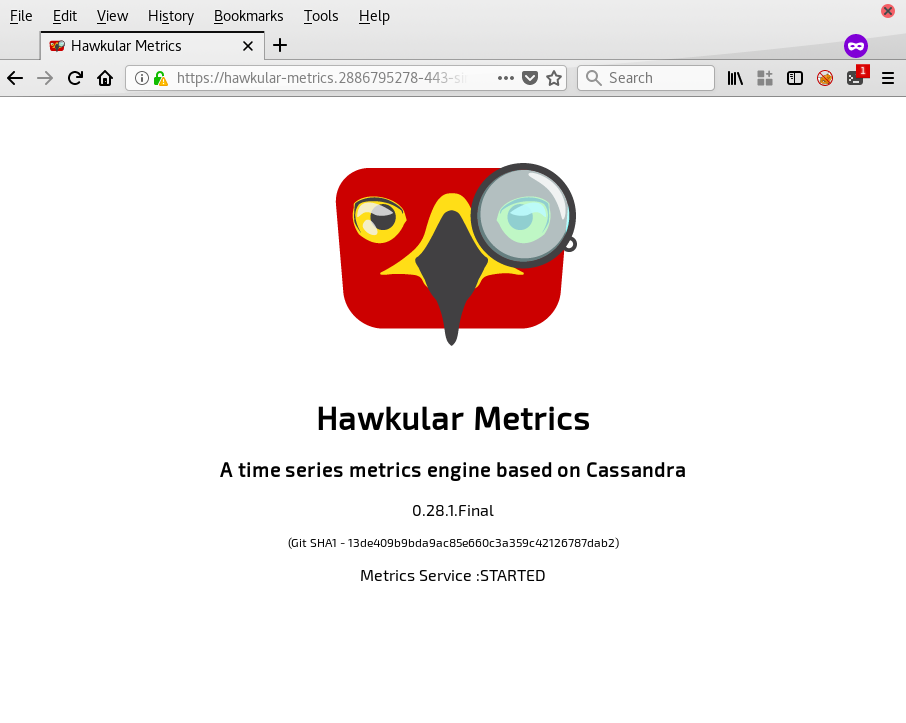 File Edit View History Bookmarks Tools Help
Hawkular Metrics
https://hawkular-metrics.2886795278-443-si
Search
1
Hawkular Metrics
A time series metrics engine based on Cassandra
0.28.1.Final
(Git SHA1 - 13de409b9bda9ac85e660c3a359c42126787dab2)
Metrics Service :STARTED